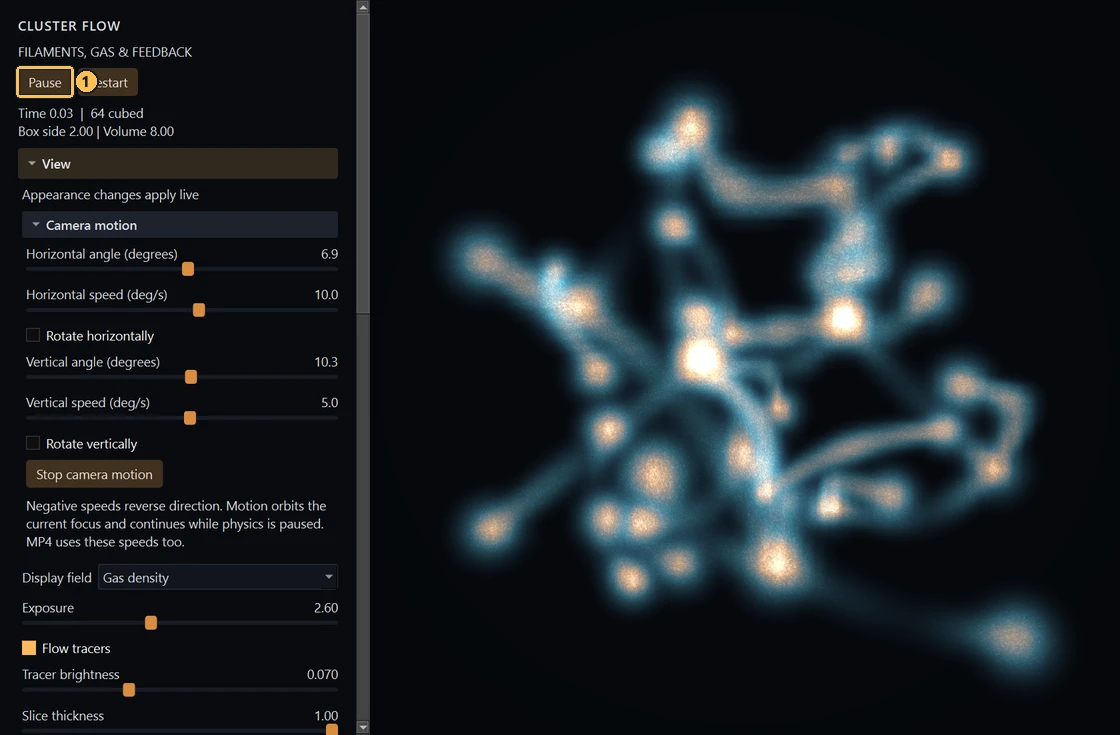 CLUSTER FLOW
FILAMENTS, GAS & FEEDBACK
Pause 1 estart
Time 0.03 | 64 cubed
Box side 2.00 | Volume 8.00
View
Appearance changes apply live
Camera motion
Horizontal angle (degrees) 6.9
Horizontal speed (deg/s) 10.0
Rotate horizontally
Vertical angle (degrees) 10.3
Vertical speed (deg/s) 5.0
Rotate vertically
Stop camera motion
Negative speeds reverse direction. Motion orbits the
current focus and continues while physics is paused.
MP4 uses these speeds too.
Display field Gas density
Exposure 2.60
Flow tracers
Tracer brightness 0.070
Slice thickness 1.00